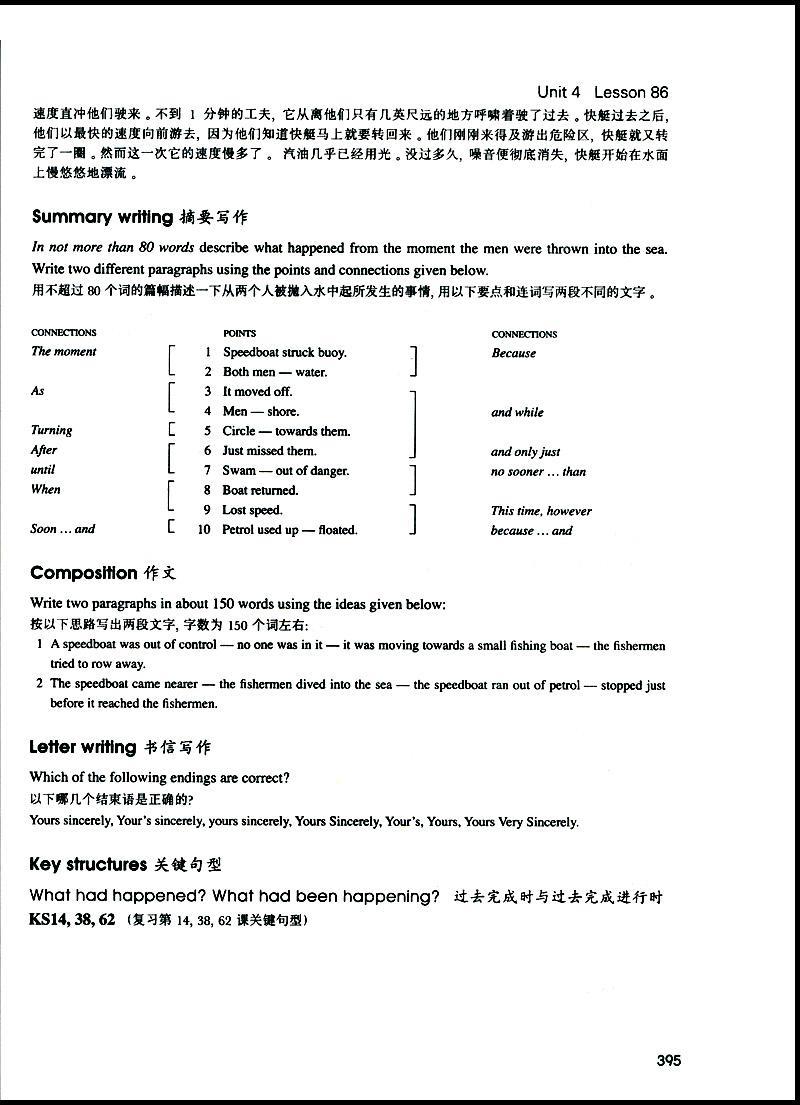 Unit 4 Lesson 86
速度直冲他们驶来。不到 1 分钟的工夫, 它从离他们只有几英尺远的地方呼啸着驶了过去。快艇过去之后,
他们以最快的速度向前游去, 因为他们知道快艇马上就要转回来。他们刚刚来得及游出危险区, 快艇就又转
完了一圈。然而这一次它的速度慢多了。 汽油几乎已经用光。没过多久, 噪音便彻底消失, 快艇开始在水面
上慢悠悠地漂流。
Summary writing 摘要写作
In not more than 80 words describe what happened from the moment the men were thrown into the sea.
Write two different paragraphs using the points and connections given below.
用不超过 80 个词的篇幅描述一下从两个人被抛入水中起所发生的事情, 用以下要点和连词写两段不同的文字。
CONNECTIONS POINTS CONNECTIONS
The moment 1 Speedboat struck buoy. Because
2 Both men — water.
As 3 It moved off.
4 Men — shore. and while
Turning 5 Circle — towards them.
After 6 Just missed them. and only just
until 7 Swam — out of danger. no sooner ... than
When 8 Boat returned.
9 Lost speed. This time, however
Soon ... and 10 Petrol used up — floated. because ... and
Composition 作文
Write two paragraphs in about 150 words using the ideas given below:
按以下思路写出两段文字, 字数为 150 个词左右:
1 A speedboat was out of control — no one was in it — it was moving towards a small fishing boat — the fishermen
tried to row away.
2 The speedboat came nearer — the fishermen dived into the sea — the speedboat ran out of petrol — stopped just
before it reached the fishermen.
Letter writing 书信写作
Which of the following endings are correct?
以下哪几个结束语是正确的?
Yours sincerely, Your's sincerely, yours sincerely, Yours Sincerely, Your's, Yours, Yours Very Sincerely.
Key structures 关键句型
What had happened? What had been happening? 过去完成时与过去完成进行时
KS14, 38, 62 (复习第 14, 38, 62 课关键句型)
395